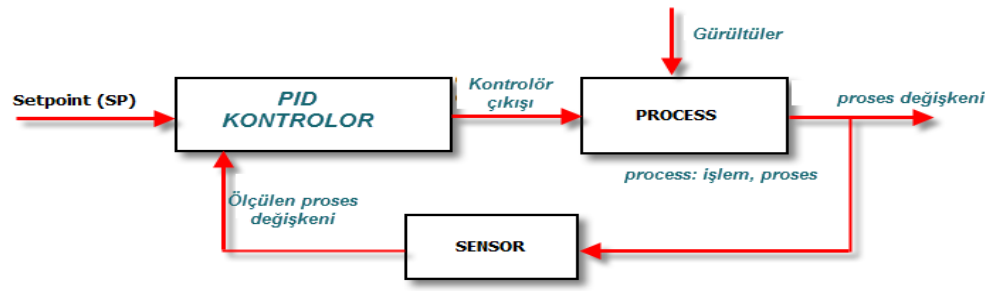 Gürültüler
Setpoint (SP)
PID
KONTROLOR
Kontrolör
çıkışı
PROCESS
proses değişkeni
process: işlem, proses
Ölçülen proses
değişkeni
SENSOR